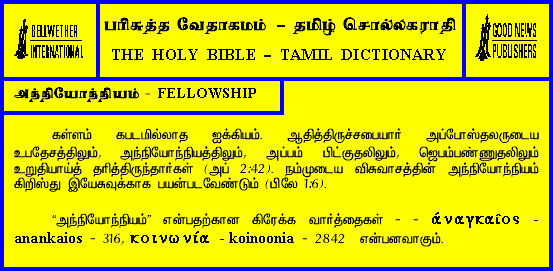 BELLWETHER
INTERNATIONAL
பரிசுத்த வேதாகமம் – தமிழ் சொல்லகராதி
THE HOLY BIBLE – TAMIL DICTIONARY
GOOD NEWS
PUBLISHERS
அந்நியோந்நியம் - FELLOWSHIP
கள்ளம் கபடமில்லாத ஐக்கியம். ஆதித்திருச்சபையார் அப்போஸ்தலருடைய
உபதேசத்திலும், அந்நியோந்நியத்திலும், அப்பம் பிட்குதலிலும், ஜெபம்பண்ணுதலிலும்
உறுதியாய்த் தரித்திருந்தார்கள் (அப் 2:42). நம்முடைய விசுவாசத்தின் அந்நியோந்நியம்
கிறிஸ்து இயேசுவுக்காக பயன்படவேண்டும் (பிலே 1:6).
“அந்நியோந்நியம்” என்பதற்கான கிரேக்க வார்த்தைகள் - - άναγκαῖος -
anankaios - 316, κοινωνία - koinoonia - 2842 என்பனவாகும்.